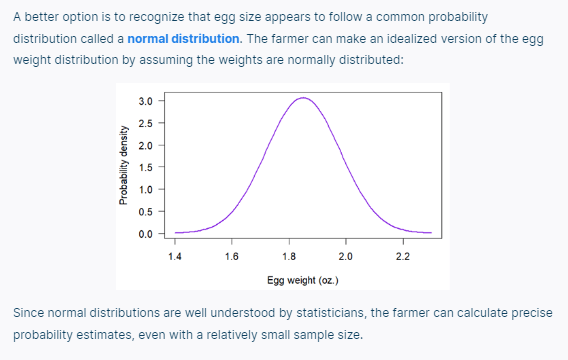 A better option is to recognize that egg size appears to follow a common probability
distribution called a normal distribution. The farmer can make an idealized version of the egg
weight distribution by assuming the weights are normally distributed:
3.0
2.5
2.0
1.5
1.0
0.5
0.0
Probability density
1.4 1.6 1.8 2.0 2.2
Egg weight (oz.)
Since normal distributions are well understood by statisticians, the farmer can calculate precise
probability estimates, even with a relatively small sample size.